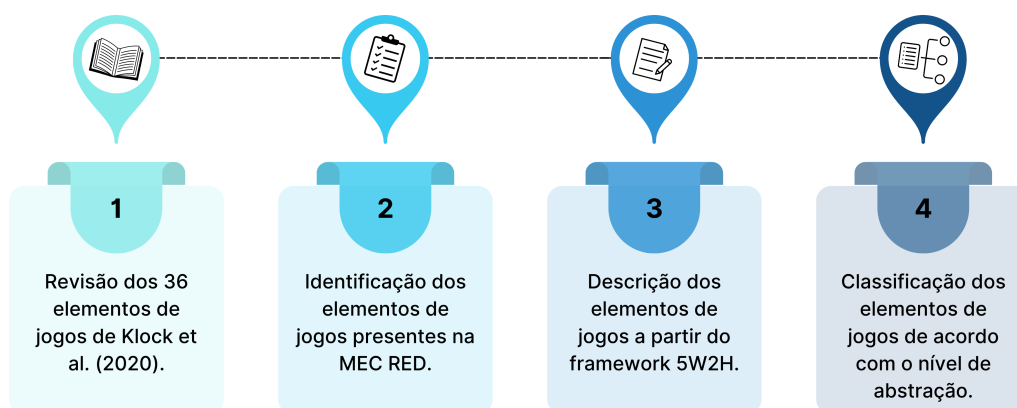 1
Revisão dos 36
elementos de
jogos de Klock et
al. (2020).
2
Identificação dos
elementos de
jogos presentes na
MEC RED.
3
Descrição dos
elementos de
jogos a partir do
framework 5W2H.
4
Classificação dos
elementos de
jogos de acordo
com o nível de
abstração.